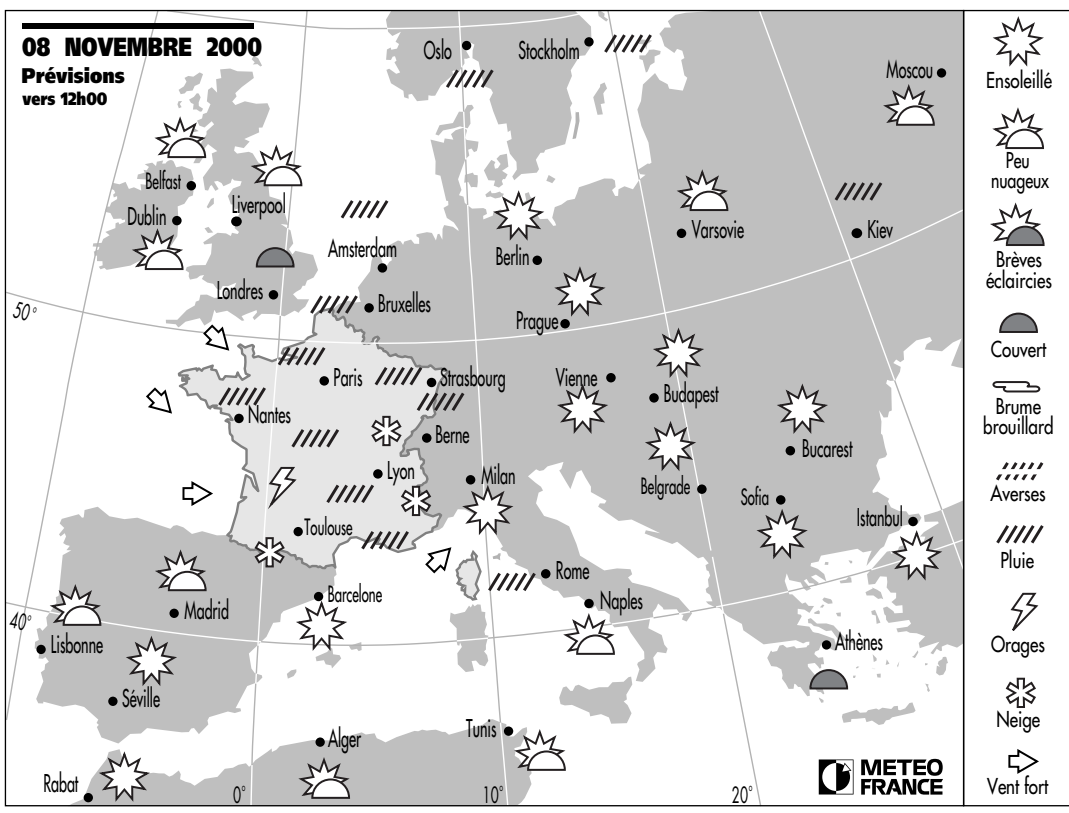 08 NOVEMBRE 2000
Prévisions
vers 12h00
Oslo
Stockholm
Moscou
Belfast
Dublin
Liverpool
Amsterdam
Londres
Bruxelles
Berlin
Varsovie
Kiev
Prague
50°
Paris
Strasbourg
Vienne
Budapest
Nantes
Berne
Bucarest
Lyon
Milan
Belgrade
Sofia
Istanbul
Toulouse
Rome
Madrid
Barcelone
Naples
40°
Lisbonne
Athènes
Séville
Alger
Tunis
Rabat
0°
10°
20°
METEO
FRANCE
Ensoleillé
Peu
nuageux
Brèves
éclaircies
Couvert
Brume
brouillard
Averses
Pluie
Orages
Neige
Vent fort